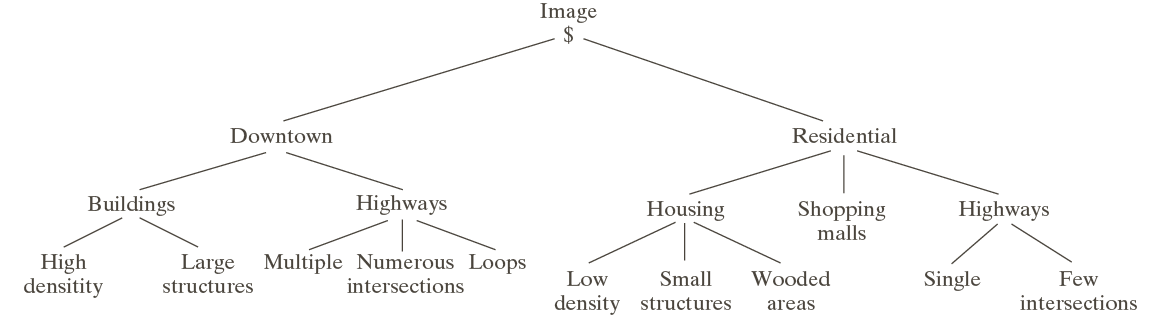 Image
$
Downtown
Residential
Buildings
Highways
Housing
Shopping
malls
Highways
High
densitity
Large
structures
Multiple
Numerous
intersections
Loops
Low
density
Small
structures
Wooded
areas
Single
Few
intersections